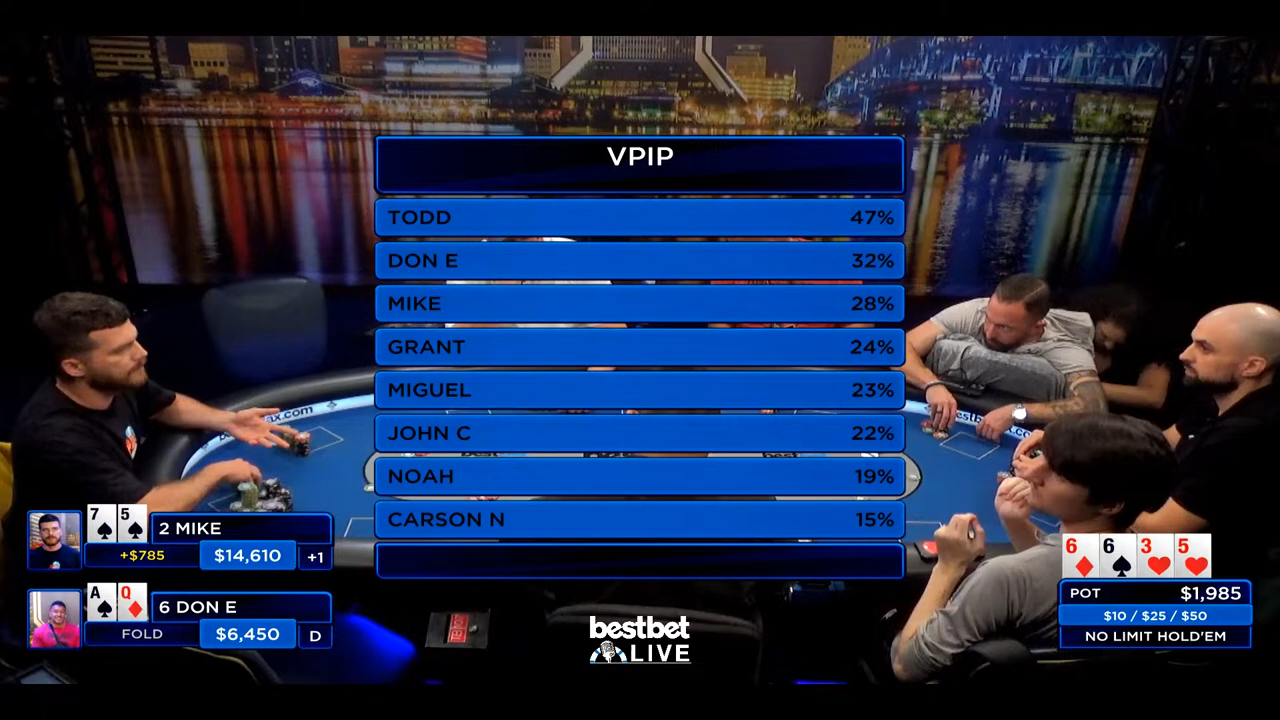 VPIP
TODD 47%
DON E 32%
MIKE 28%
GRANT 24%
MIGUEL 23%
JOHN C 22%
NOAH 19%
CARSON N 15%
7 5 2 MIKE
+$785 $14,610 +1
A Q 6 DON E
FOLD $6,450 D
6 6 3 5
POT $1,985
$10 / $25 / $50
NO LIMIT HOLD'EM
bestbet
LIVE